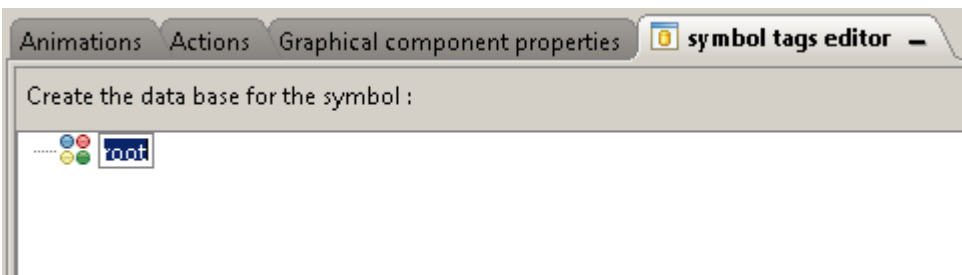 Animations Actions Graphical component properties symbol tags editor
Create the data base for the symbol :
root